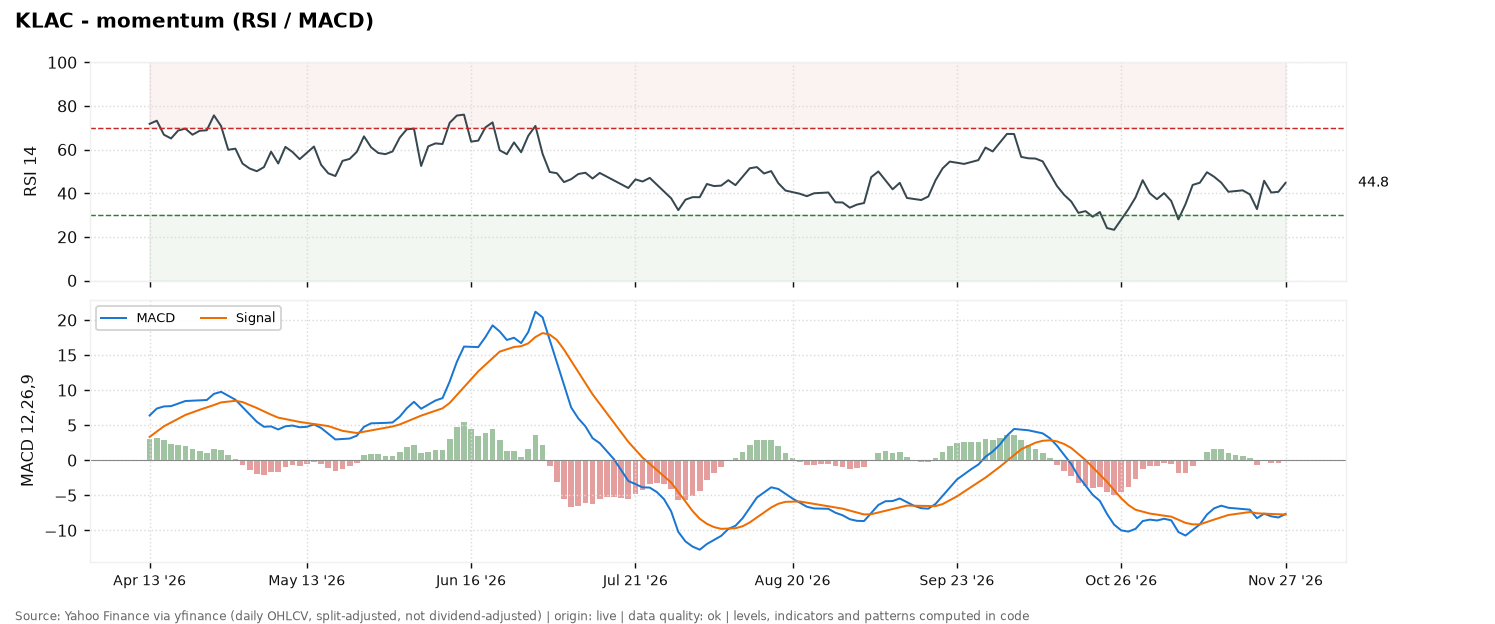 KLAC - momentum (RSI / MACD)
100
80
60
40
20
0
RSI 14
44.8
MACD
Signal
20
15
10
5
0
−5
−10
MACD 12,26,9
Apr 13 '26
May 13 '26
Jun 16 '26
Jul 21 '26
Aug 20 '26
Sep 23 '26
Oct 26 '26
Nov 27 '26
Source: Yahoo Finance via yfinance (daily OHLCV, split-adjusted, not dividend-adjusted) | origin: live | data quality: ok | levels, indicators and patterns computed in code